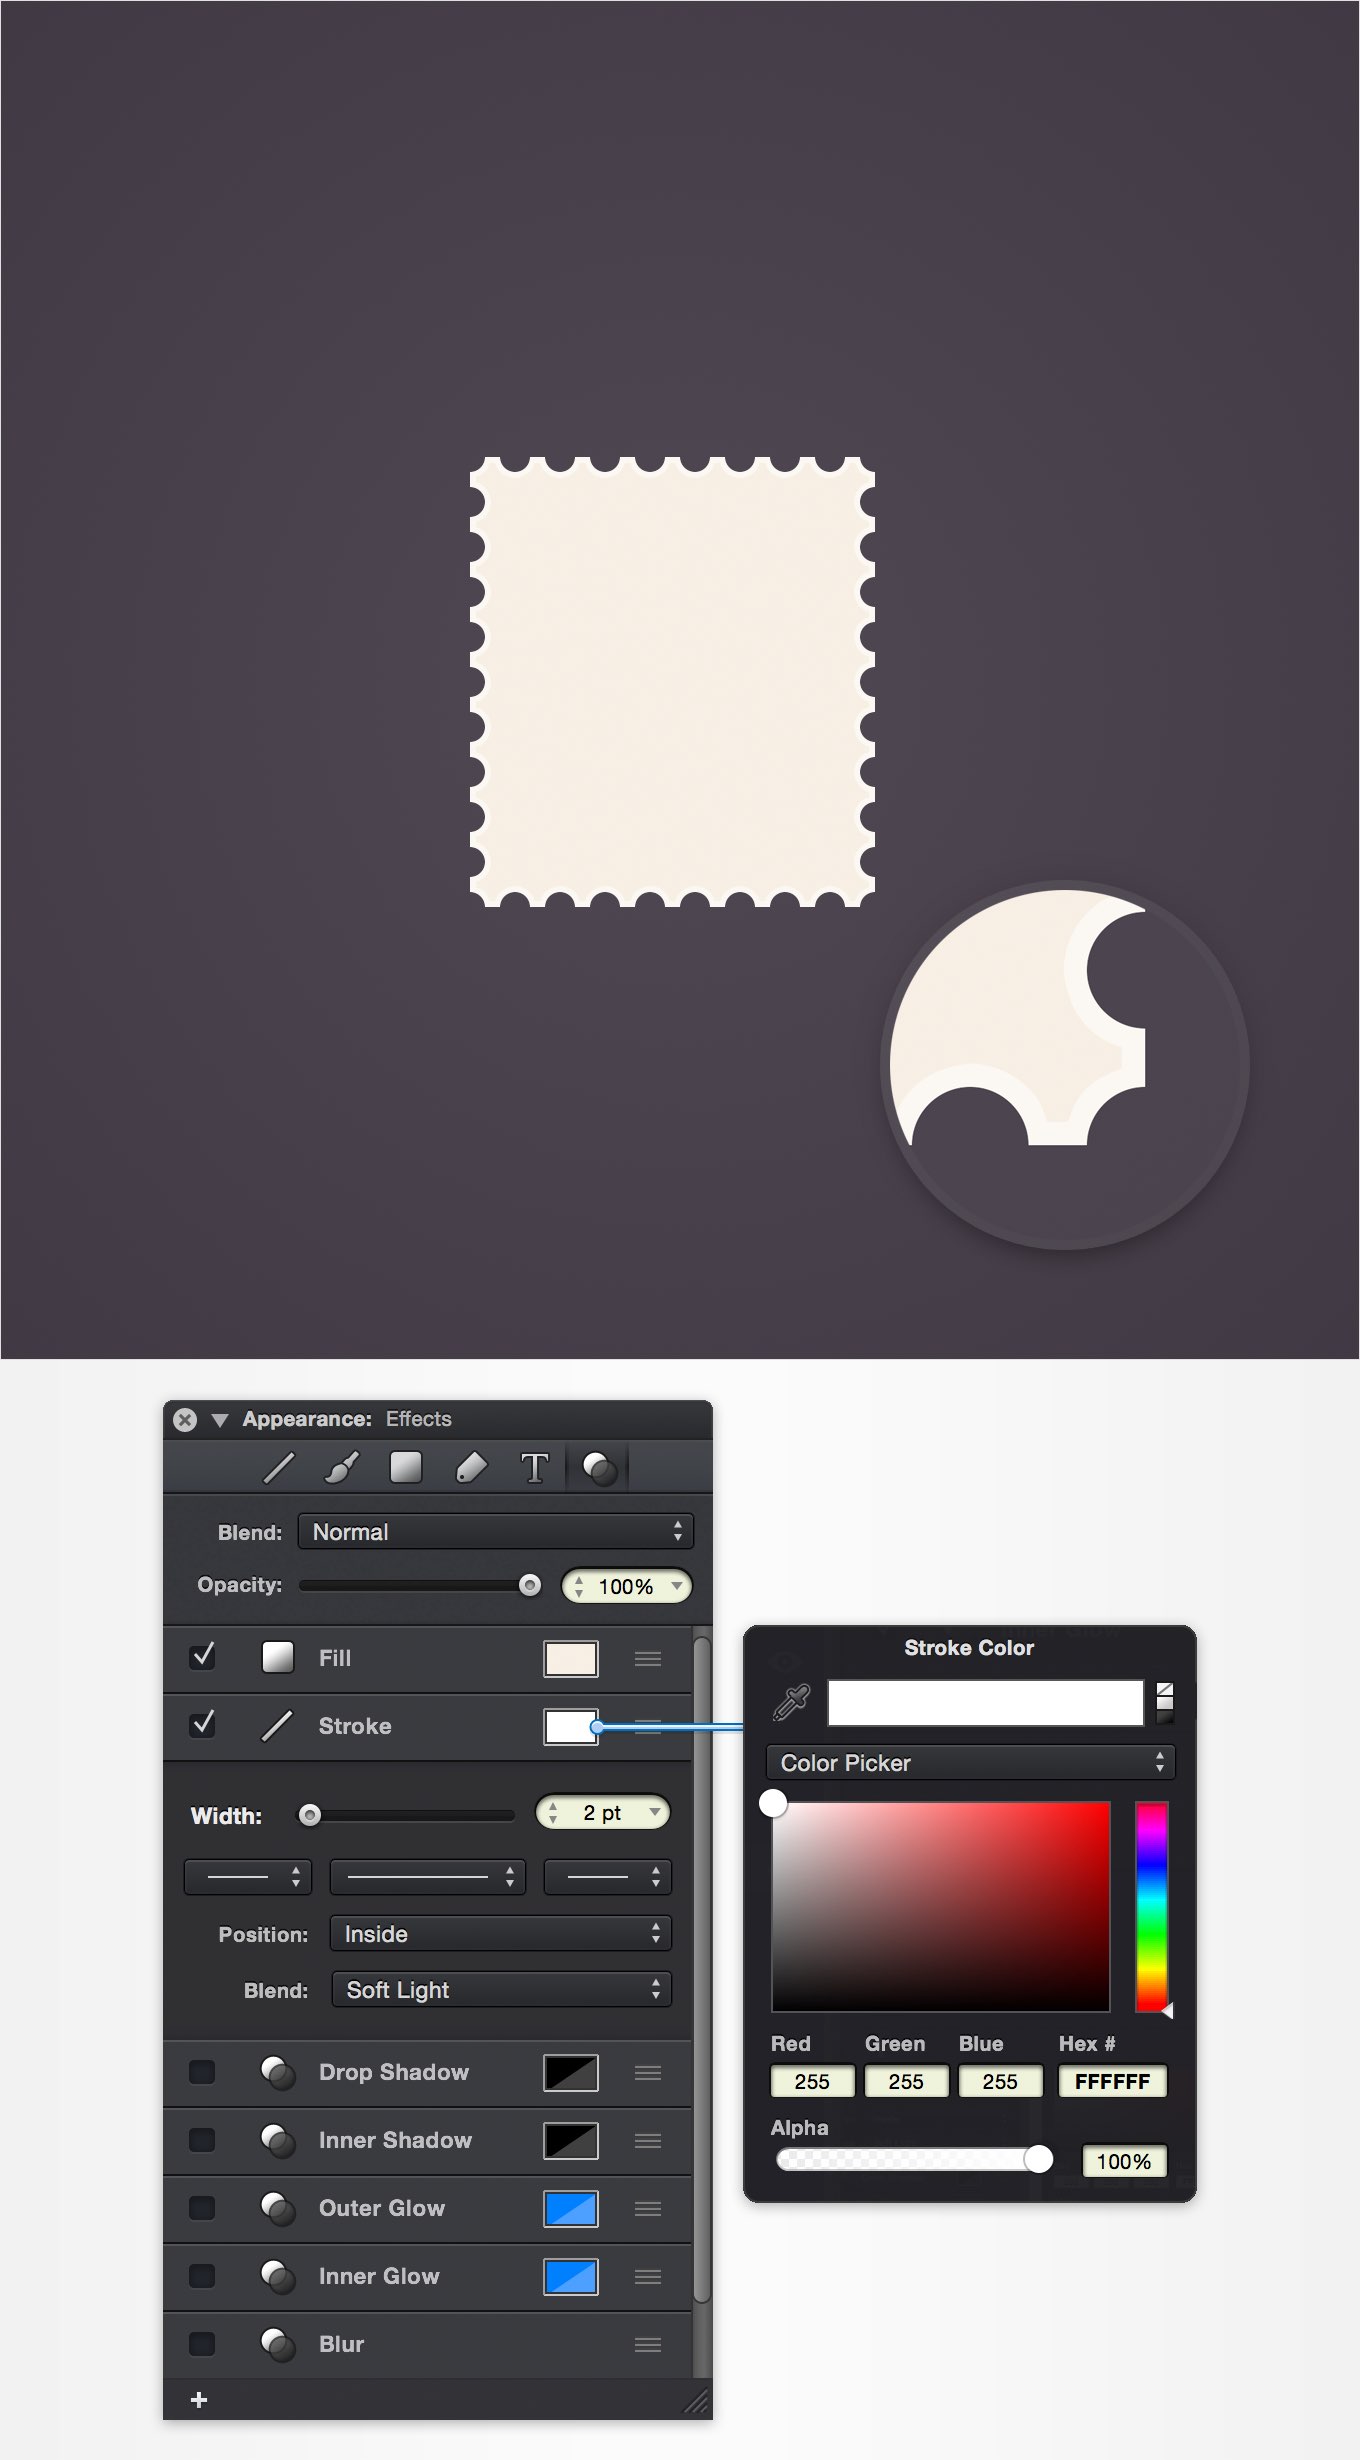 Appearance: Effects
T
Blend: Normal
Opacity: 100%
Fill
Stroke
Width: 2 pt
Position: Inside
Blend: Soft Light
Drop Shadow
Inner Shadow
Outer Glow
Inner Glow
Blur
+
Stroke Color
Color Picker
Red Green Blue Hex #
255 255 255 FFFFFF
Alpha
100%